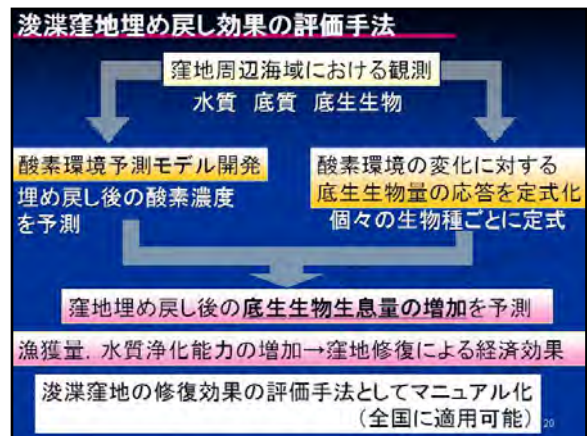 浚渫窪地埋め戻し効果の評価手法
窪地周辺海域における観測
水質 底質 底生生物
酸素環境予測モデル開発
埋め戻し後の酸素濃度
を予測
酸素環境の変化に対する
底生生物量の応答を定式化
個々の生物種ごとに定式
窪地埋め戻し後の底生生物生息量の増加を予測
漁獲量，水質浄化能力の増加→窪地修復による経済効果
浚渫窪地の修復効果の評価手法としてマニュアル化
（全国に適用可能）
20